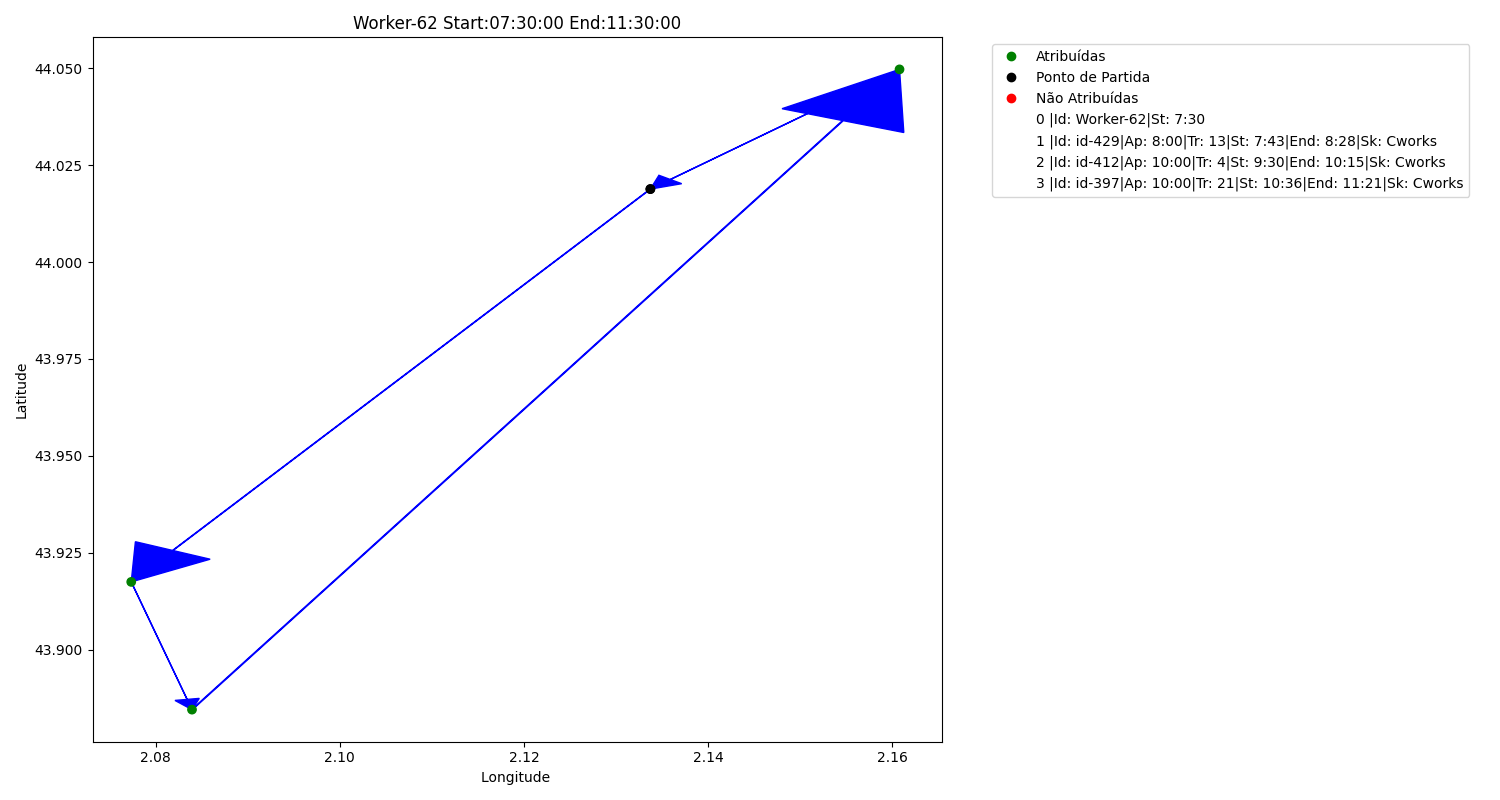 Worker-62 Start:07:30:00 End:11:30:00
44.050
44.025
44.000
43.975
43.950
43.925
43.900
Latitude
2.08
2.10
2.12
2.14
2.16
Longitude
Atribuídas
Ponto de Partida
Não Atribuídas
0 |Id: Worker-62|St: 7:30
1 |Id: id-429|Ap: 8:00|Tr: 13|St: 7:43|End: 8:28|Sk: Cworks
2 |Id: id-412|Ap: 10:00|Tr: 4|St: 9:30|End: 10:15|Sk: Cworks
3 |Id: id-397|Ap: 10:00|Tr: 21|St: 10:36|End: 11:21|Sk: Cworks